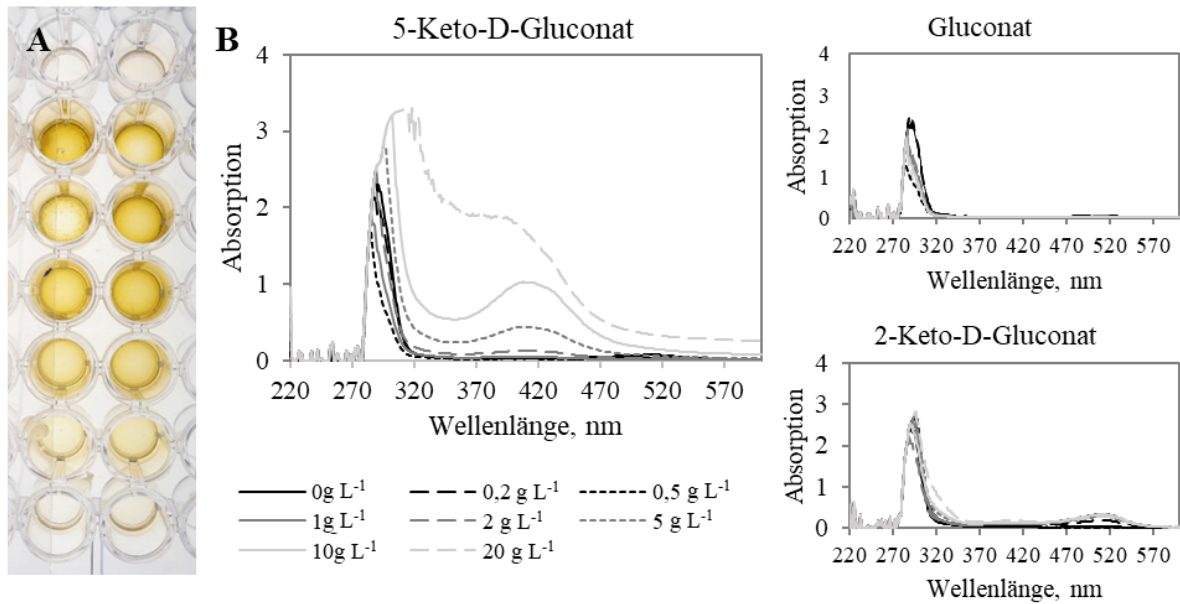 A
B
5-Keto-D-Gluconat
Absorption
4
3
2
1
0
220 270 320 370 420 470 520 570
Wellenlänge, nm
0g L-1
0,2 g L-1
0,5 g L-1
1g L-1
2 g L-1
5 g L-1
10g L-1
20 g L-1
Gluconat
Absorption
4
3
2
1
0
220 270 320 370 420 470 520 570
Wellenlänge, nm
2-Keto-D-Gluconat
Absorption
4
3
2
1
0
220 270 320 370 420 470 520 570
Wellenlänge, nm